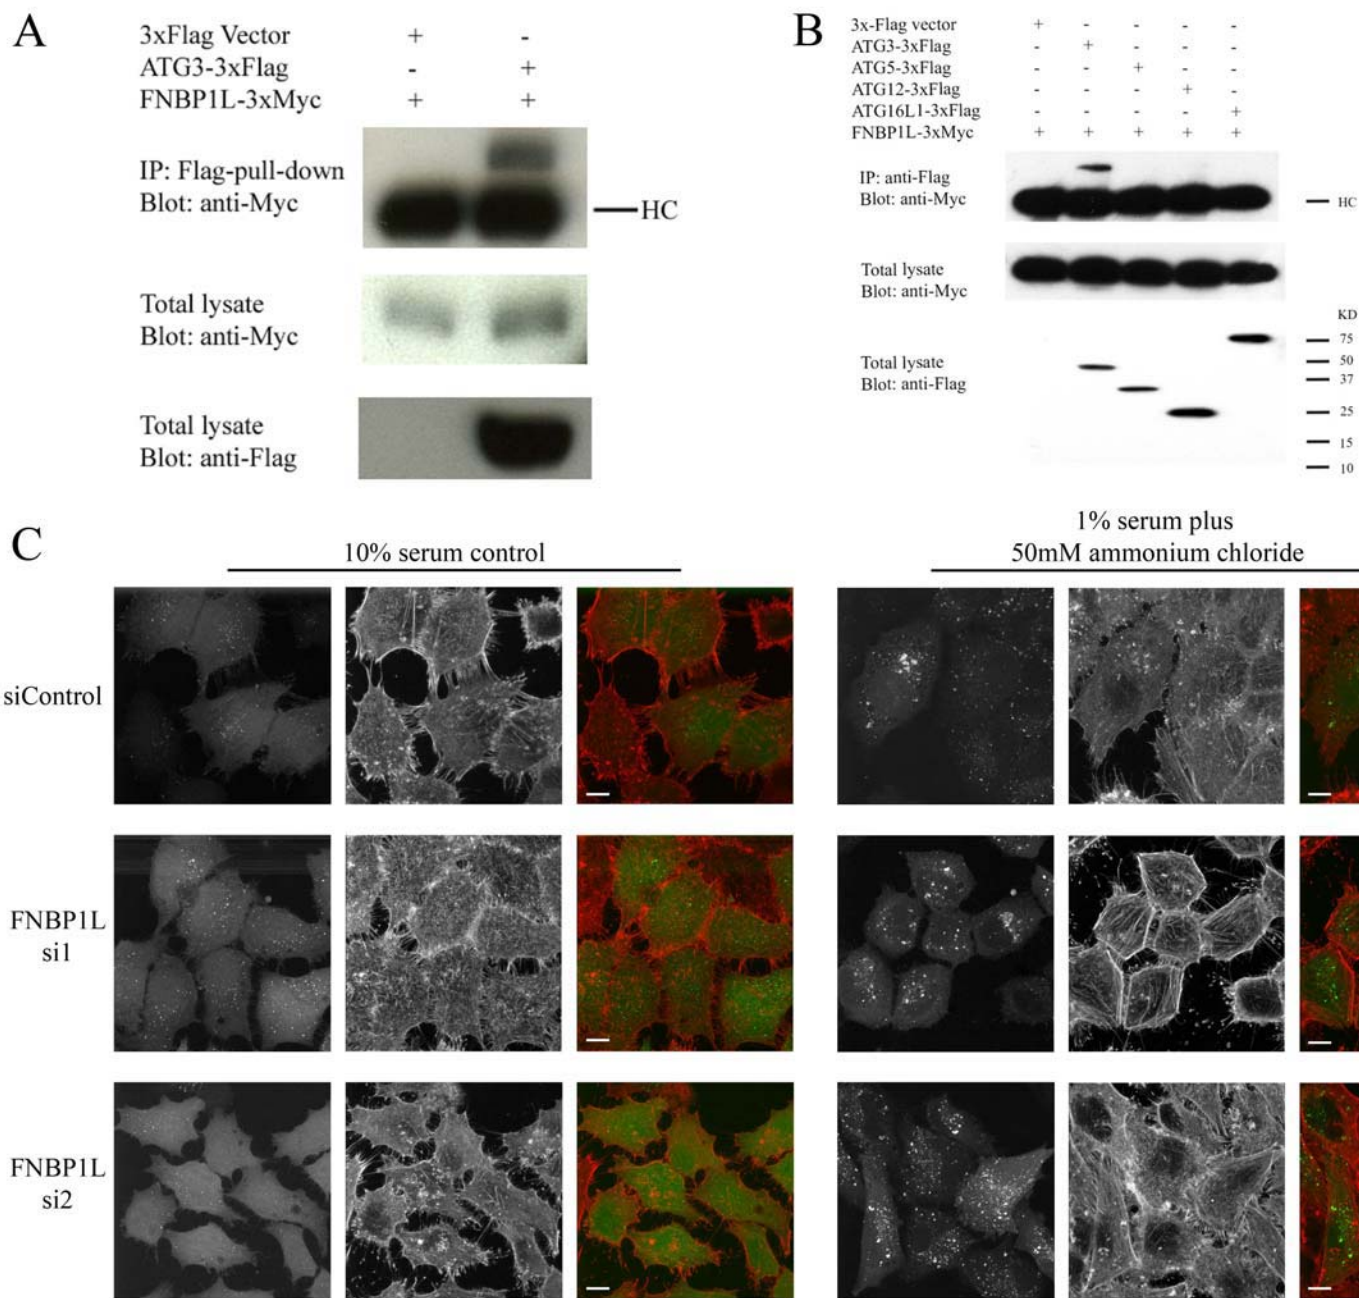 A
3xFlag Vector + -
ATG3-3xFlag - +
FNBP1L-3xMyc + +
IP: Flag-pull-down
Blot: anti-Myc
HC
Total lysate
Blot: anti-Myc
Total lysate
Blot: anti-Flag
B
3x-Flag vector + - - - -
ATG3-3xFlag - + - - -
ATG5-3xFlag - - + - -
ATG12-3xFlag - - - + -
ATG16L1-3xFlag - - - - +
FNBP1L-3xMyc + + + + +
IP: anti-Flag
Blot: anti-Myc
HC
Total lysate
Blot: anti-Myc
KD
75
Total lysate
50
Blot: anti-Flag
37
25
15
10
C
10% serum control
1% serum plus
50mM ammonium chloride
siControl
FNBP1L
si1
FNBP1L
si2